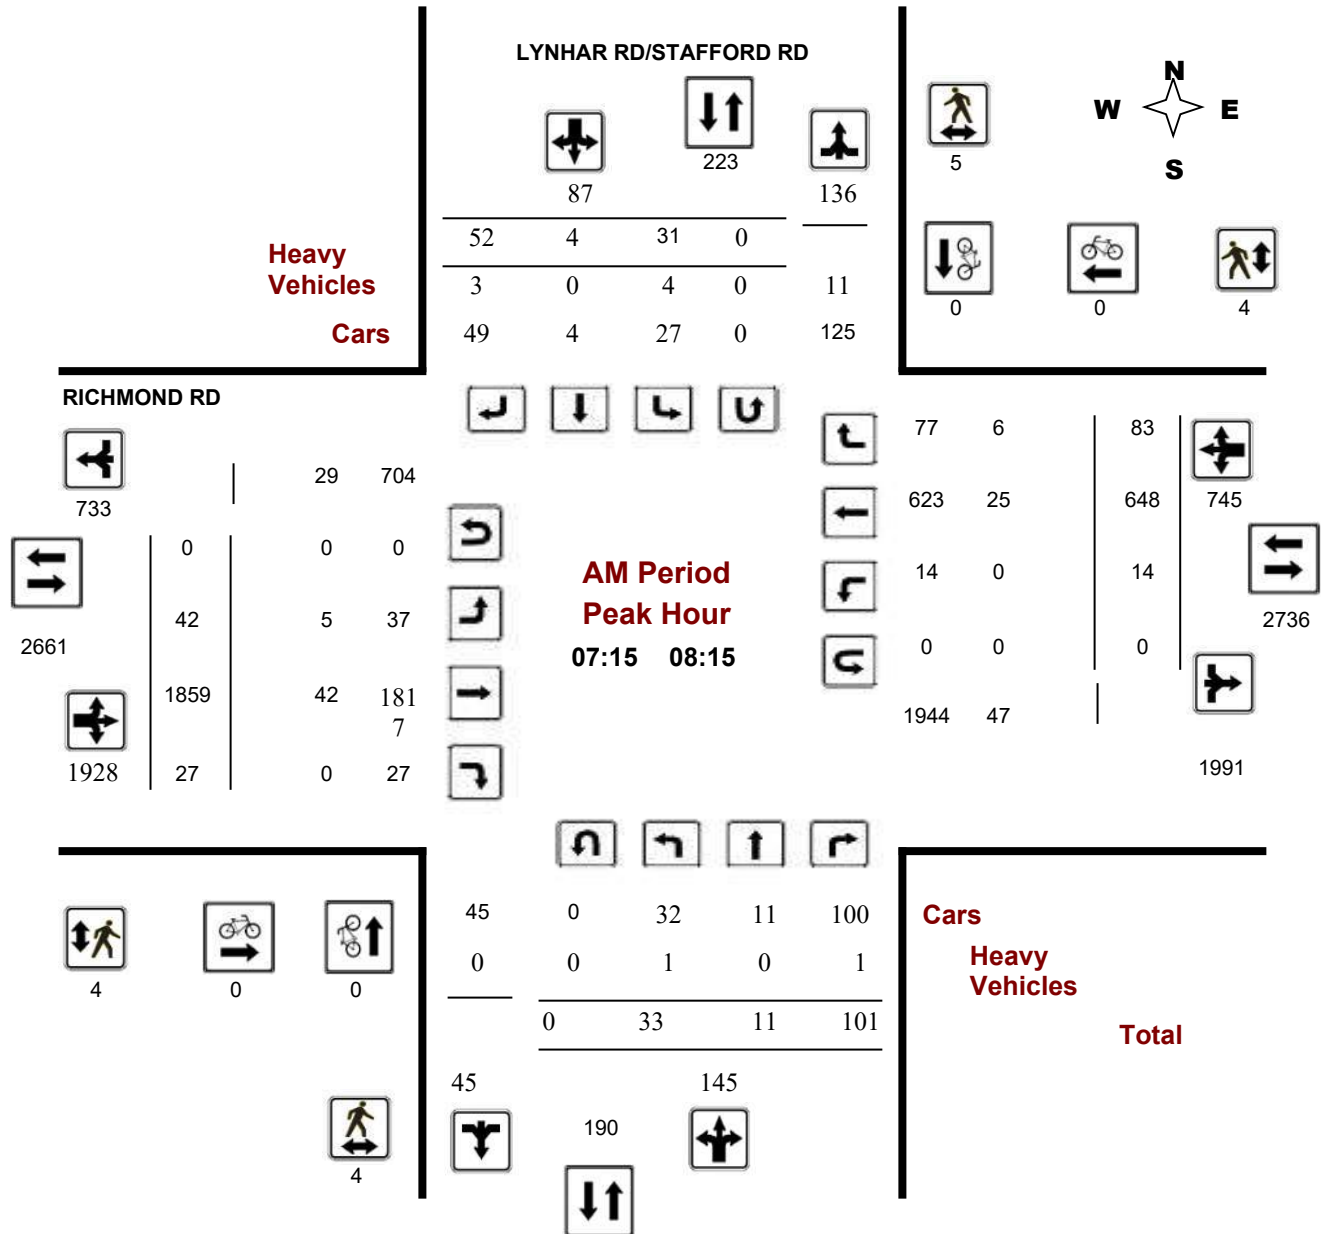 LYNHAR RD/STAFFORD RD
N
W E
S
223
5
87 136
52 4 31 0
Heavy
Vehicles
3 0 4 0 11
0 0 4
Cars
49 4 27 0 125
RICHMOND RD
77 6 83
29 704
733
623 25 648 745
0 0 0
AM Period
14 0 14
Peak Hour
42 5 37
2736
2661
07:15 08:15
0 0 0
1859 42 181
7
1944 47
1928 27 0 27
1991
45 0 32 11 100
Cars
0 0 1 0 1
Heavy
Vehicles
4 0 0
0 33 11 101
Total
45 145
190
4